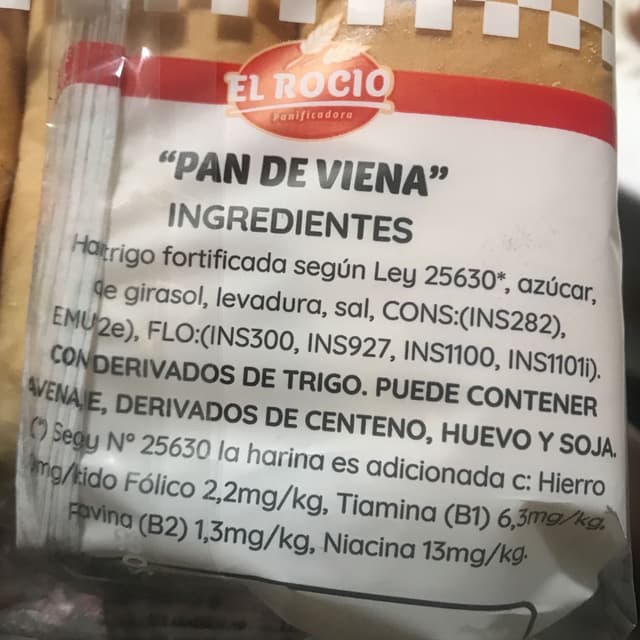 EL ROCIO
Panificadora
"PAN DE VIENA"
INGREDIENTES
trigo fortificada según Ley 25630*, azúcar,
de girasol, levadura, sal, CONS:(INS282),
EMU 2e), FLO:(INS300, INS927, INS1100, INS1101i).
CON DERIVADOS DE TRIGO. PUEDE CONTENER
AVENA, E, DERIVADOS DE CENTENO, HUEVO Y SOJA.
(*) Segu N° 25630 la harina es adicionada c: Hierro
mg/ ido Fólico 2,2mg/kg, Tiamina (B1) 6,3mg/kg,
avina (B2) 1,3mg/kg, Niacina 13mg/kg.